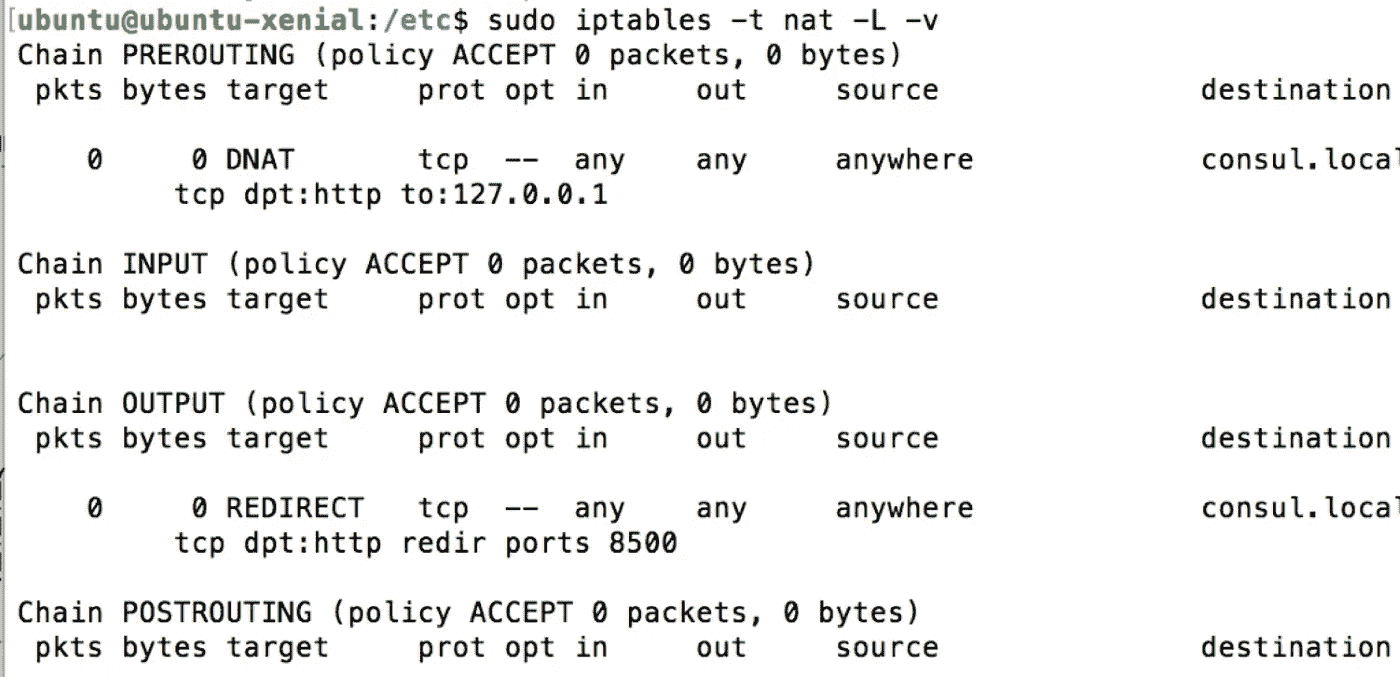 [ubuntu@ubuntu-xenial:/etc$ sudo iptables -t nat -L -v
Chain PREROUTING (policy ACCEPT 0 packets, 0 bytes)
pkts bytes target prot opt in out source destination
0 0 DNAT tcp -- any any anywhere consul.local
tcp dpt:http to:127.0.0.1
Chain INPUT (policy ACCEPT 0 packets, 0 bytes)
pkts bytes target prot opt in out source destination
Chain OUTPUT (policy ACCEPT 0 packets, 0 bytes)
pkts bytes target prot opt in out source destination
0 0 REDIRECT tcp -- any any anywhere consul.local
tcp dpt:http redir ports 8500
Chain POSTROUTING (policy ACCEPT 0 packets, 0 bytes)
pkts bytes target prot opt in out source destination